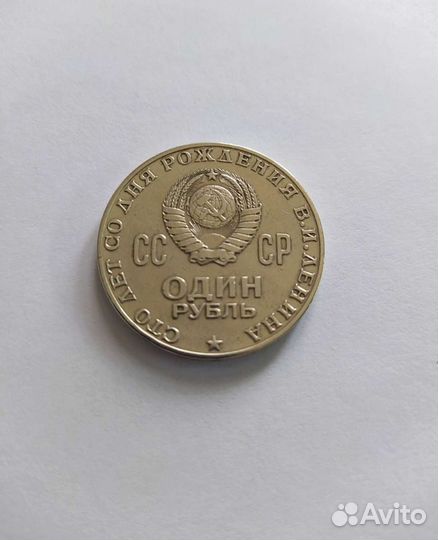 СТО ЛЕТ СО ДНЯ РОЖДЕНИЯ В.И.ЛЕНИНА
СС СР
ОДИН
РУБЛЬ
Avito